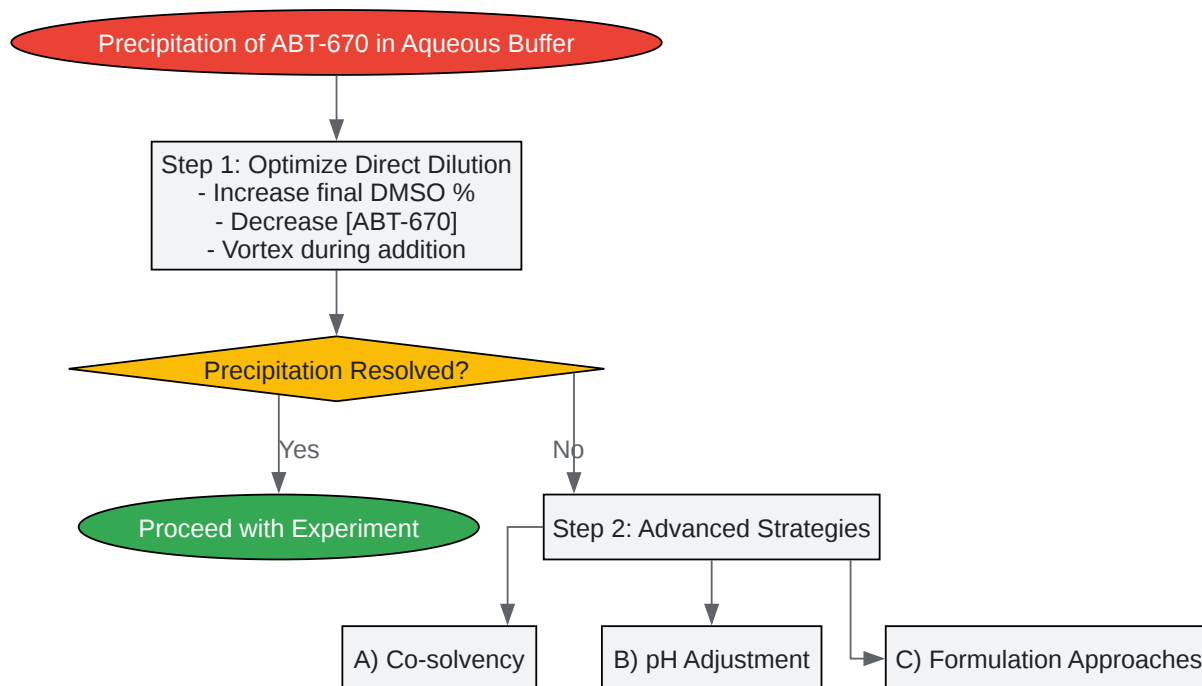 Precipitation of ABT-670 in Aqueous Buffer
Step 1: Optimize Direct Dilution
- Increase final DMSO %
- Decrease [ABT-670]
- Vortex during addition
Precipitation Resolved?
Yes
No
Proceed with Experiment
Step 2: Advanced Strategies
A) Co-solvency
B) pH Adjustment
C) Formulation Approaches